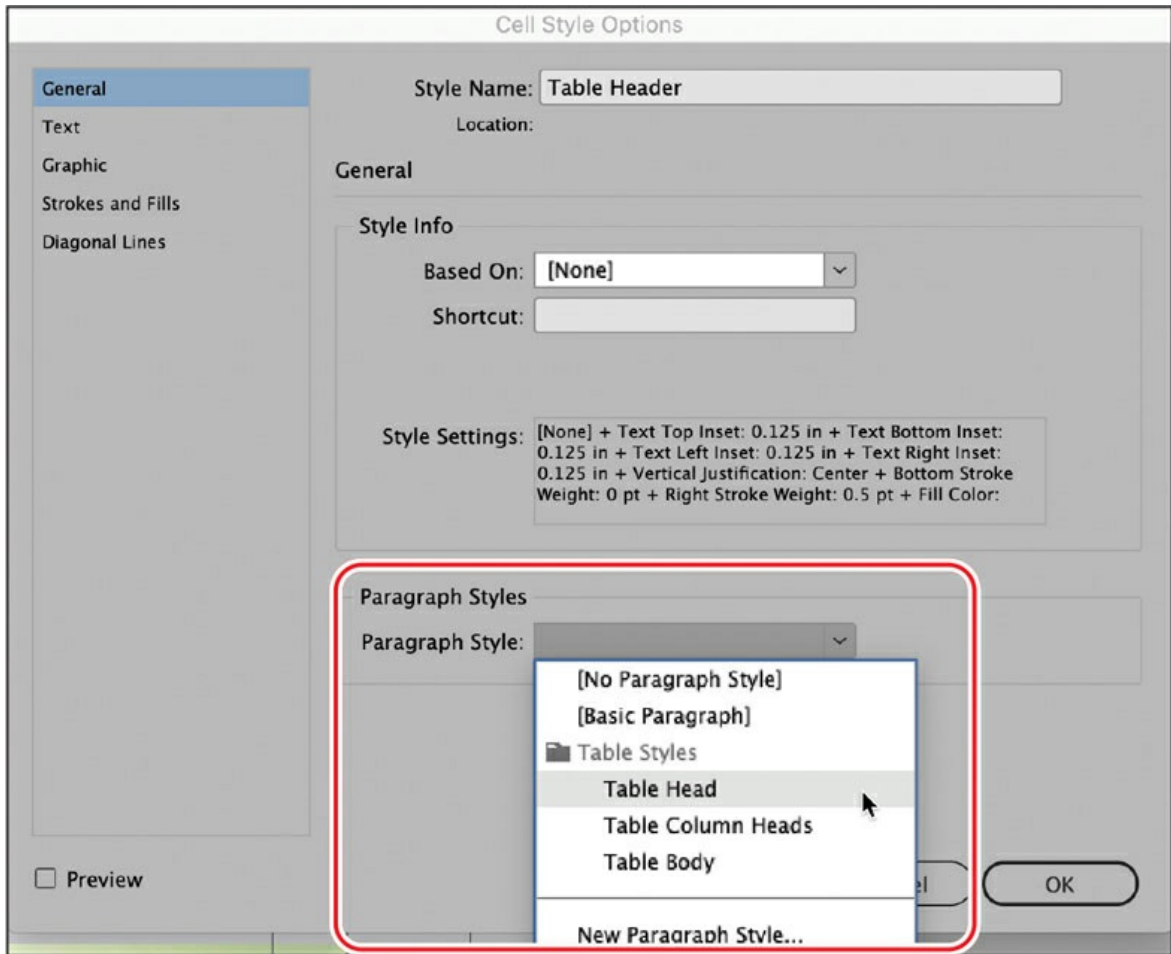 Cell Style Options
General
Text
Graphic
Strokes and Fills
Diagonal Lines
Style Name: Table Header
Location:
General
Style Info
Based On: [None]
Shortcut:
Style Settings: [None] + Text Top Inset: 0.125 in + Text Bottom Inset:
0.125 in + Text Left Inset: 0.125 in + Text Right Inset:
0.125 in + Vertical Justification: Center + Bottom Stroke
Weight: 0 pt + Right Stroke Weight: 0.5 pt + Fill Color:
Paragraph Styles
Paragraph Style:
[No Paragraph Style]
[Basic Paragraph]
Table Styles
Table Head
Table Column Heads
Table Body
New Paragraph Style...
Preview
OK